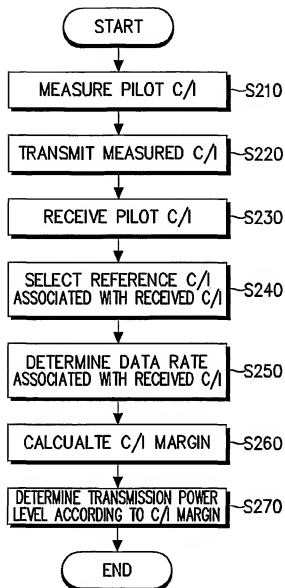 START
MEASURE PILOT C/I
S210
TRANSMIT MEASURED C/I
S220
RECEIVE PILOT C/I
S230
SELECT REFERENCE C/I
ASSOCIATED WITH RECEIVED C/I
S240
DETERMINE DATA RATE
ASSOCIATED WITH RECEIVED C/I
S250
CALCUALTE C/I MARGIN
S260
DETERMINE TRANSMISSION POWER
LEVEL ACCORDING TO C/I MARGIN
S270
END